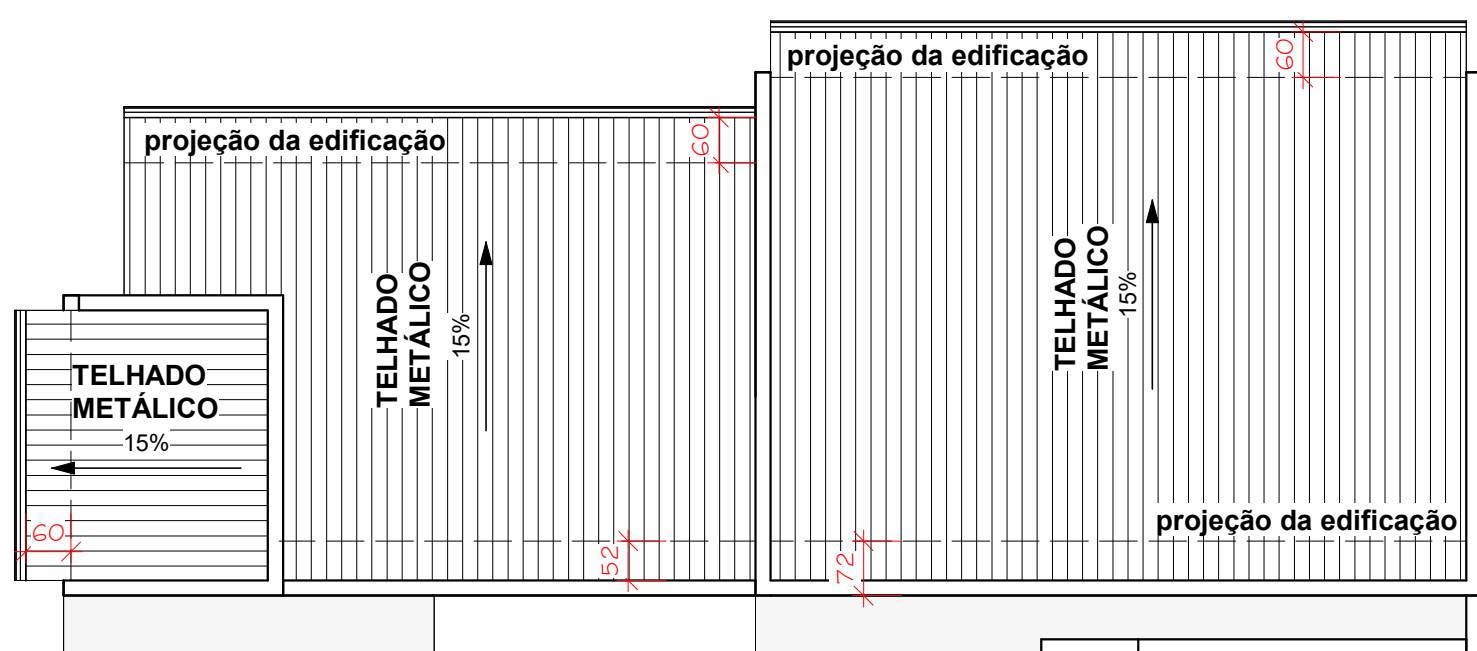 projeção da edificação
60
projeção da edificação
60
TELHADO
METÁLICO
15%
TELHADO
METÁLICO
15%
TELHADO
METÁLICO
15%
60
52
72
projeção da edificação